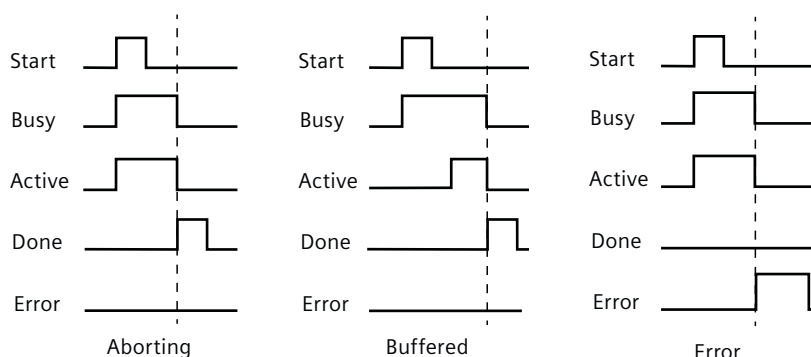 Start
Busy
Active
Done
Error
Aborting
Start
Busy
Active
Done
Error
Buffered
Start
Busy
Active
Done
Error
Error